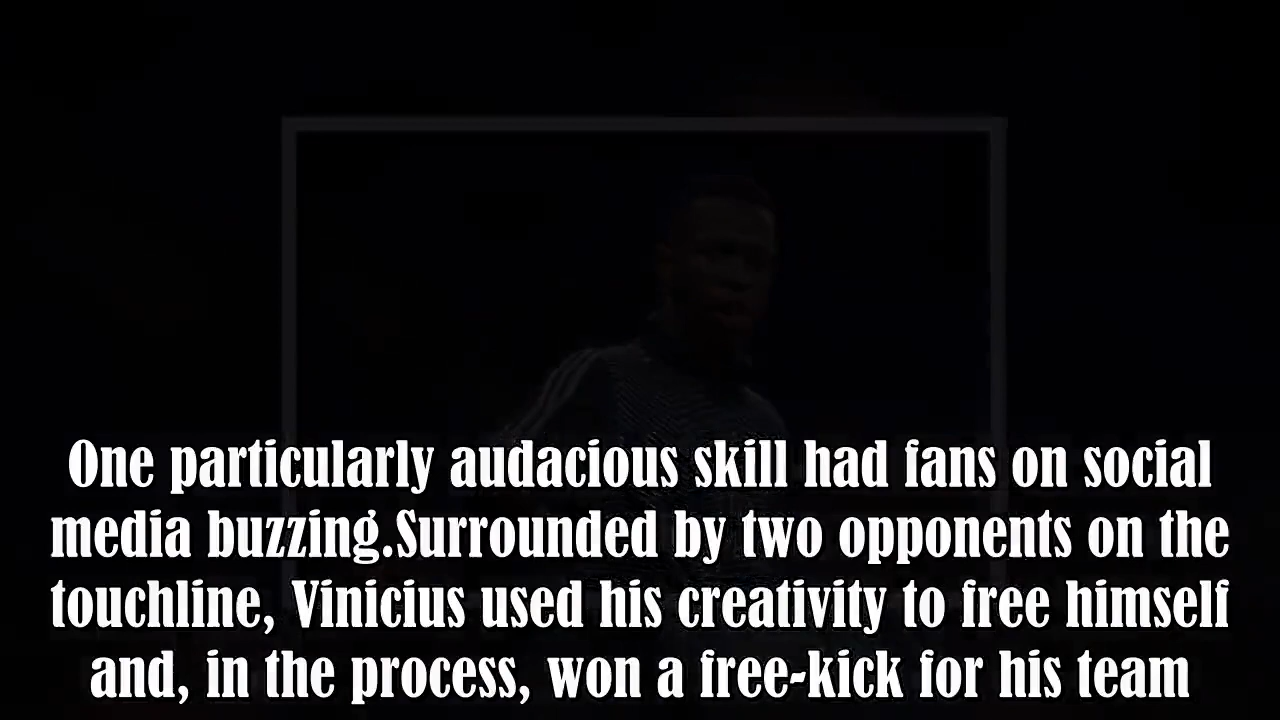 One particularly audacious skill had fans on social
media buzzing.Surrounded by two opponents on the
touchline, Vinicius used his creativity to free himself
and, in the process, won a free-kick for his team